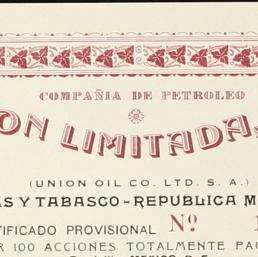 COMPAÑIA DE PETROLEO
ON LIMITADA
(UNION OIL CO. LTD. S. A.)
AS Y TABASCO-REPUBLICA M
TIFICADO PROVISIONAL Nº
R 100 ACCIONES TOTALMENTE PAG